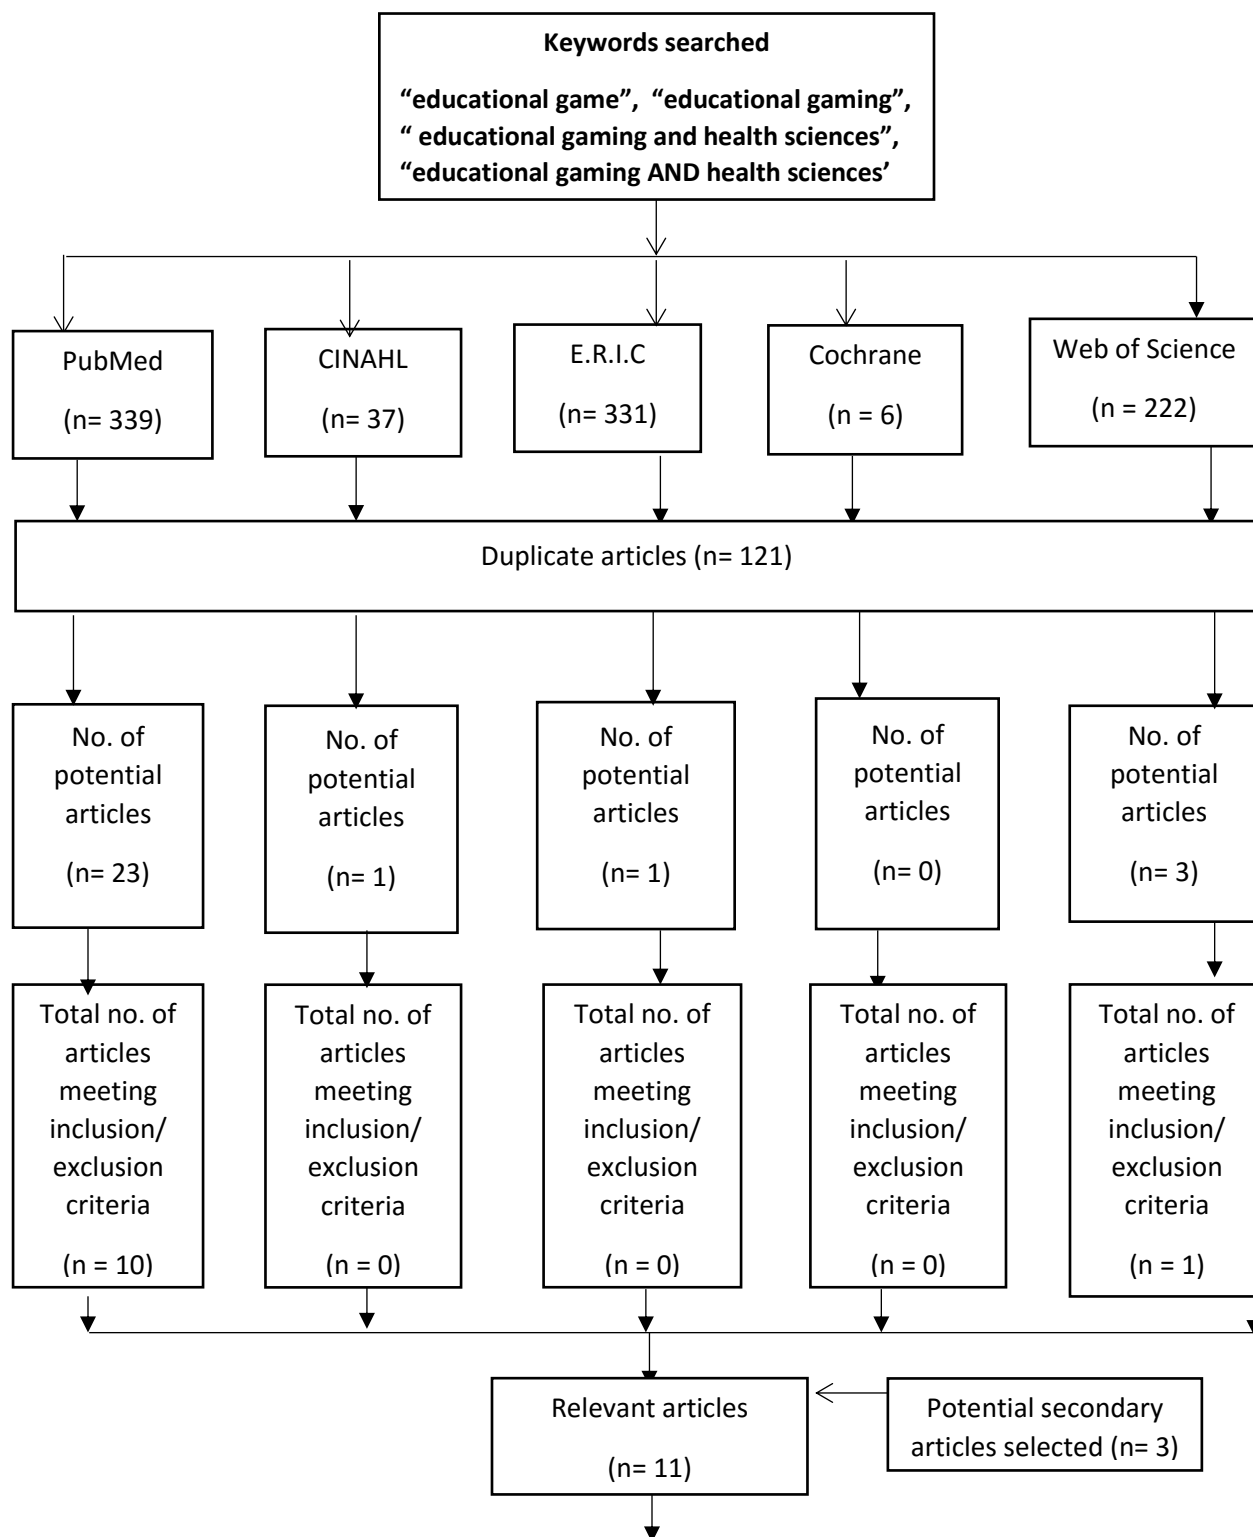 Keywords searched
“educational game”,  “educational gaming”,
“ educational gaming and health sciences”,
“educational gaming AND health sciences’
PubMed
(n= 339)
CINAHL
(n= 37)
E.R.I.C
(n= 331)
Cochrane
(n = 6)
Web of Science
(n = 222)
Duplicate articles (n= 121)
No. of
potential
articles
(n= 23)
No. of
potential
articles
(n= 1)
No. of
potential
articles
(n= 1)
No. of
potential
articles
(n= 0)
No. of
potential
articles
(n= 3)
Total no. of
articles
meeting
inclusion/
exclusion
criteria
(n = 10)
Total no. of
articles
meeting
inclusion/
exclusion
criteria
(n = 0)
Total no. of
articles
meeting
inclusion/
exclusion
criteria
(n = 0)
Total no. of
articles
meeting
inclusion/
exclusion
criteria
(n = 0)
Total no. of
articles
meeting
inclusion/
exclusion
criteria
(n = 1)
Relevant articles
(n= 11)
Potential secondary
articles selected (n= 3)